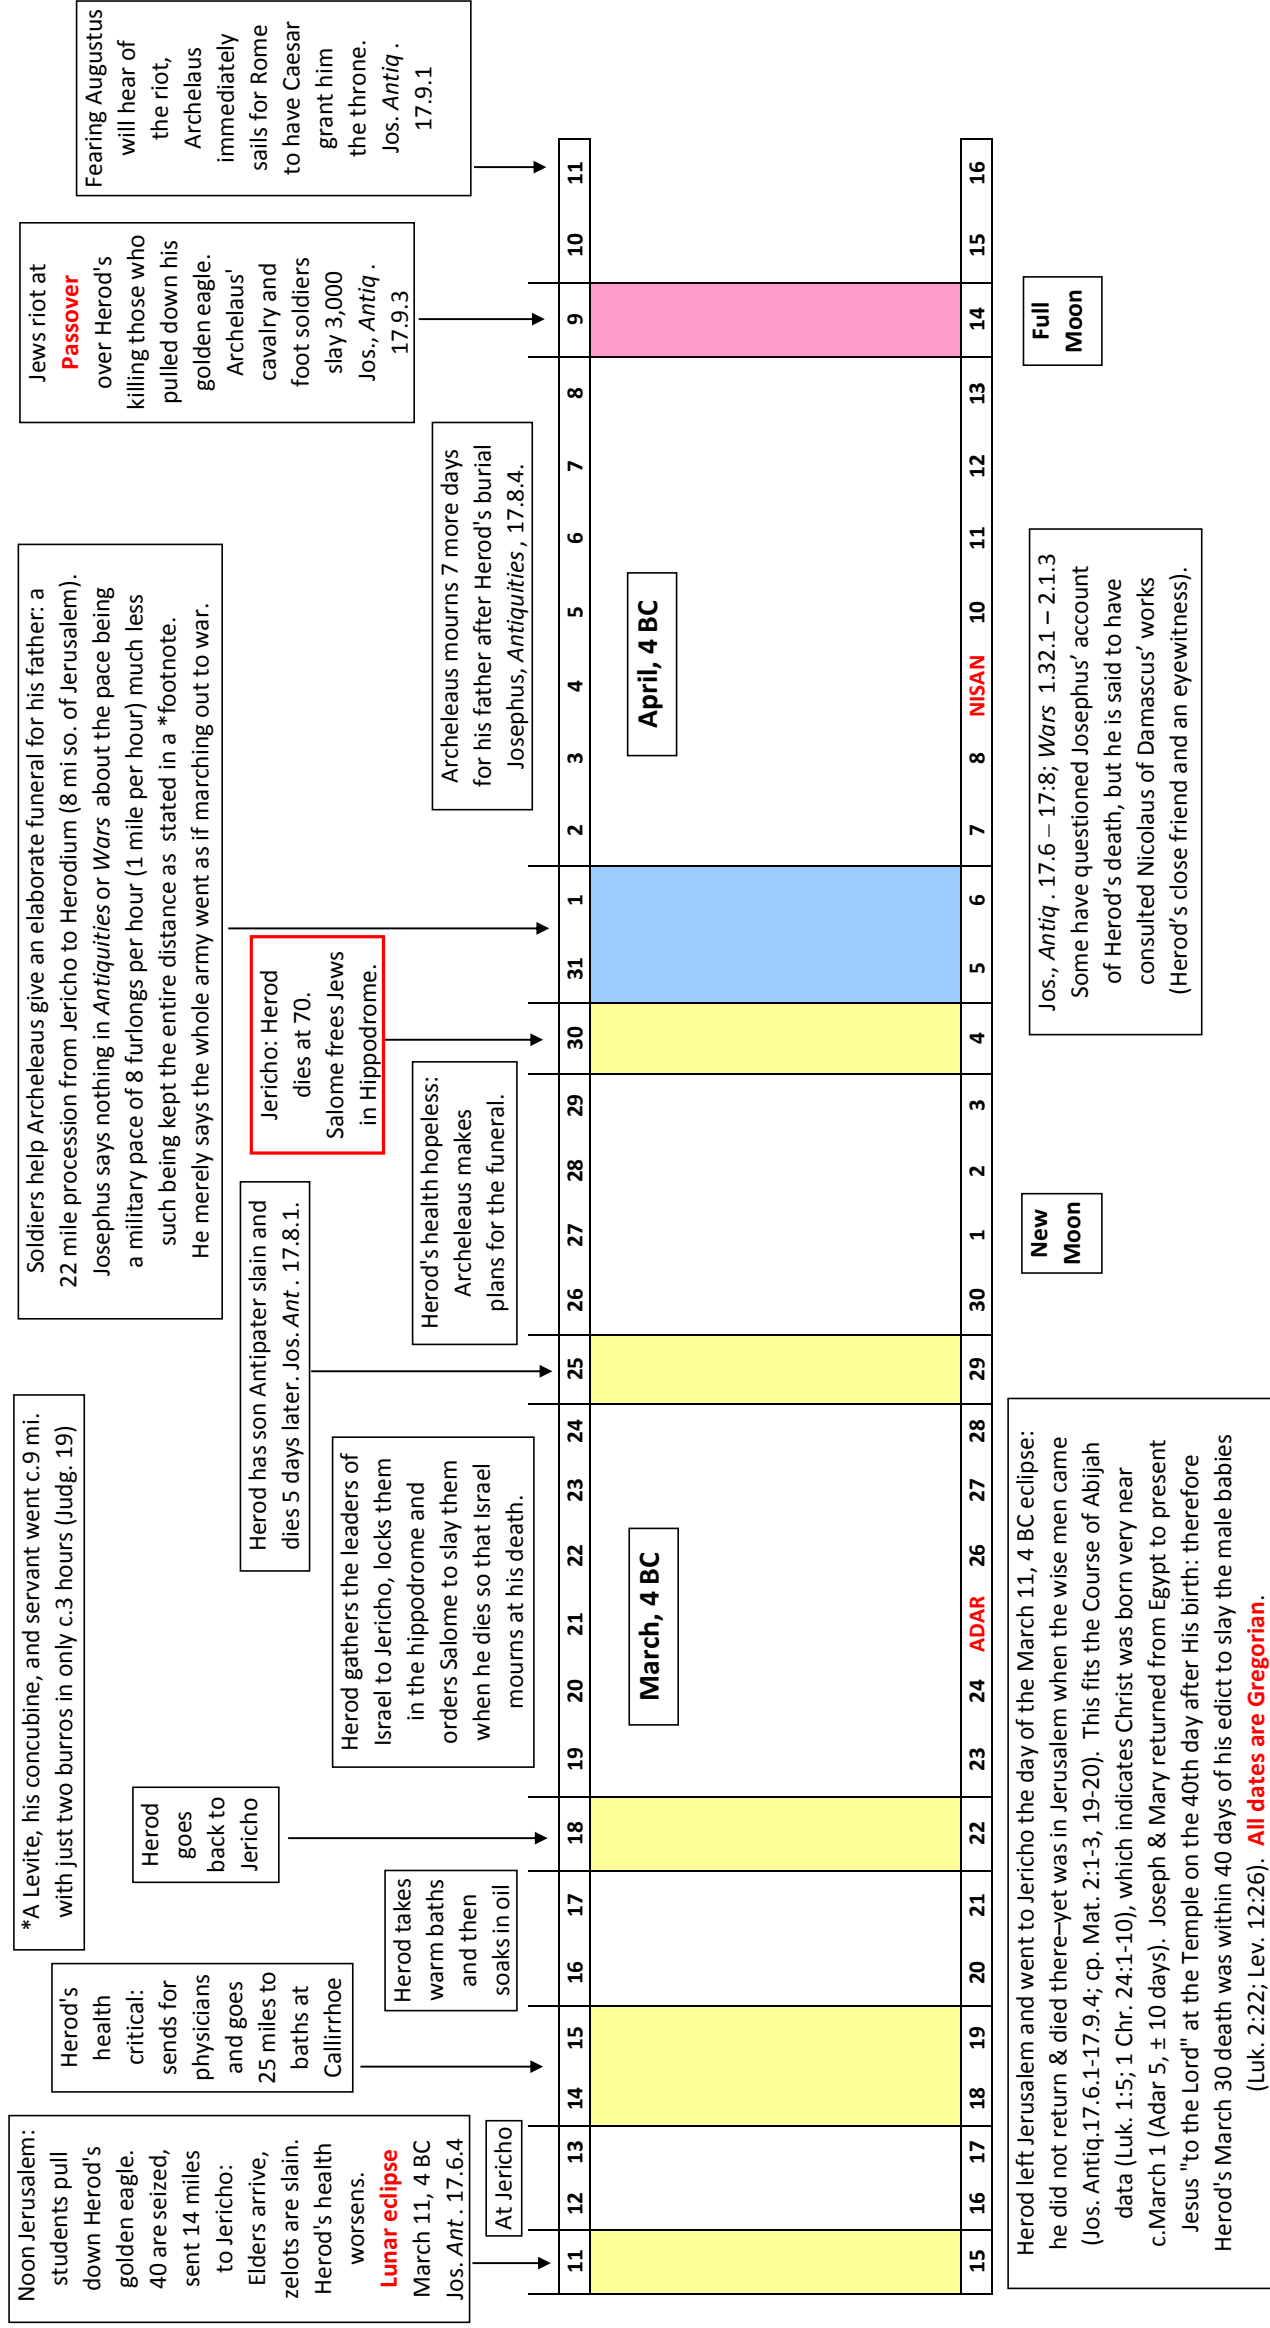 Noon Jerusalem:
students pull
down Herod's
golden eagle.
40 are seized,
sent 14 miles
to Jericho:
Elders arrive,
zelots are slain.
Herod's health
worsens.
Lunar eclipse
March 11, 4 BC
Jos. Ant . 17.6.4
At Jericho
Herod's
health
critical:
sends for
physicians
and goes
25 miles to
baths at
Callirrhoe
*A Levite, his concubine, and servant went c.9 mi.
with just two burros in only c.3 hours (Judg. 19)
Herod
goes
back to
Jericho
Herod takes
warm baths
and then
soaks in oil
Herod has son Antipater slain and
dies 5 days later. Jos. Ant . 17.8.1.
Herod gathers the leaders of
Israel to Jericho, locks them
in the hippodrome and
orders Salome to slay them
when he dies so that Israel
mourns at his death.
Soldiers help Archeleaus give an elaborate funeral for his father: a
22 mile procession from Jericho to Herodium (8 mi so. of Jerusalem).
Josephus says nothing in Antiquities or Wars about the pace being
a military pace of 8 furlongs per hour (1 mile per hour) much less
such being kept the entire distance as stated in a *footnote.
He merely says the whole army went as if marching out to war.
Jericho: Herod
dies at 70.
Salome frees Jews
in Hippodrome.
Herod's health hopeless:
Archeleaus makes
plans for the funeral.
Archeleaus mourns 7 more days
for his father after Herod's burial
Josephus, Antiquities , 17.8.4.
Jews riot at
Passover
over Herod's
killing those who
pulled down his
golden eagle.
Archelaus'
cavalry and
foot soldiers
slay 3,000
Jos., Antiq .
17.9.3
Fearing Augustus
will hear of
the riot,
Archelaus
immediately
sails for Rome
to have Caesar
grant him
the throne.
Jos. Antiq .
17.9.1
11 12 13 14 15 16 17 18 19 20 21 22 23 24 25 26 27 28 29 30 31 1 2 3 4 5 6 7 8 9 10 11
March, 4 BC
April, 4 BC
15 16 17 18 19 20 21 22 23 24 ADAR 26 27 28 29 30 1 2 3 4 5 6 7 8 NISAN 10 11 12 13 14 15 16
New
Moon
Full
Moon
Herod left Jerusalem and went to Jericho the day of the March 11, 4 BC eclipse:
he did not return & died there–yet was in Jerusalem when the wise men came
(Jos. Antiq.17.6.1-17.9.4; cp. Mat. 2:1-3, 19-20). This fits the Course of Abijah
data (Luk. 1:5; 1 Chr. 24:1-10), which indicates Christ was born very near
c.March 1 (Adar 5, ± 10 days). Joseph & Mary returned from Egypt to present
Jesus "to the Lord" at the Temple on the 40th day after His birth: therefore
Herod's March 30 death was within 40 days of his edict to slay the male babies
(Luk. 2:22; Lev. 12:26). All dates are Gregorian.
Jos., Antiq . 17.6 – 17:8; Wars 1.32.1 – 2.1.3
Some have questioned Josephus' account
of Herod's death, but he is said to have
consulted Nicolaus of Damascus' works
(Herod's close friend and an eyewitness).